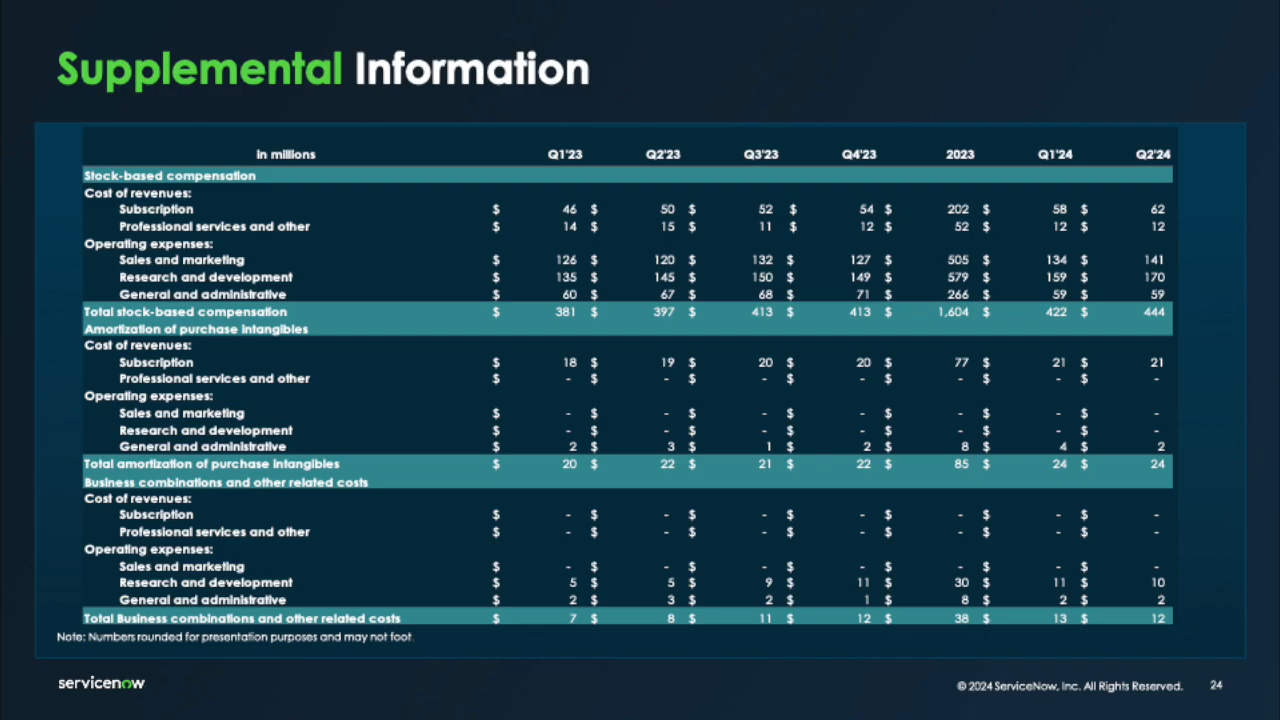 Supplemental Information
in millions Q1'23 Q2'23 Q3'23 Q4'23 2023 Q1'24 Q2'24
Stock-based compensation
Cost of revenues:
Subscription $ 46 $ 50 $ 52 $ 54 $ 202 $ 58 $ 62
Professional services and other $ 14 $ 15 $ 11 $ 12 $ 52 $ 12 $ 12
Operating expenses:
Sales and marketing $ 126 $ 120 $ 132 $ 127 $ 505 $ 134 $ 141
Research and development $ 135 $ 145 $ 150 $ 149 $ 579 $ 159 $ 170
General and administrative $ 60 $ 67 $ 68 $ 71 $ 266 $ 59 $ 59
Total stock-based compensation $ 381 $ 397 $ 413 $ 413 $ 1,604 $ 422 $ 444
Amortization of purchase intangibles
Cost of revenues:
Subscription $ 18 $ 19 $ 20 $ 20 $ 77 $ 21 $ 21
Professional services and other $ - $ - $ - $ - $ - $ - $ -
Operating expenses:
Sales and marketing $ - $ - $ - $ - $ - $ - $ -
Research and development $ - $ - $ - $ - $ - $ - $ -
General and administrative $ 2 $ 3 $ 1 $ 2 $ 8 $ 4 $ 2
Total amortization of purchase intangibles $ 20 $ 22 $ 21 $ 22 $ 85 $ 24 $ 24
Business combinations and other related costs
Cost of revenues:
Subscription $ - $ - $ - $ - $ - $ - $ -
Professional services and other $ - $ - $ - $ - $ - $ - $ -
Operating expenses:
Sales and marketing $ - $ - $ - $ - $ - $ - $ -
Research and development $ 5 $ 5 $ 9 $ 11 $ 30 $ 11 $ 10
General and administrative $ 2 $ 3 $ 2 $ 1 $ 8 $ 2 $ 2
Total Business combinations and other related costs $ 7 $ 8 $ 11 $ 12 $ 38 $ 13 $ 12
Note: Numbers rounded for presentation purposes and may not foot.
servicenow
© 2024 ServiceNow, Inc. All Rights Reserved. 24